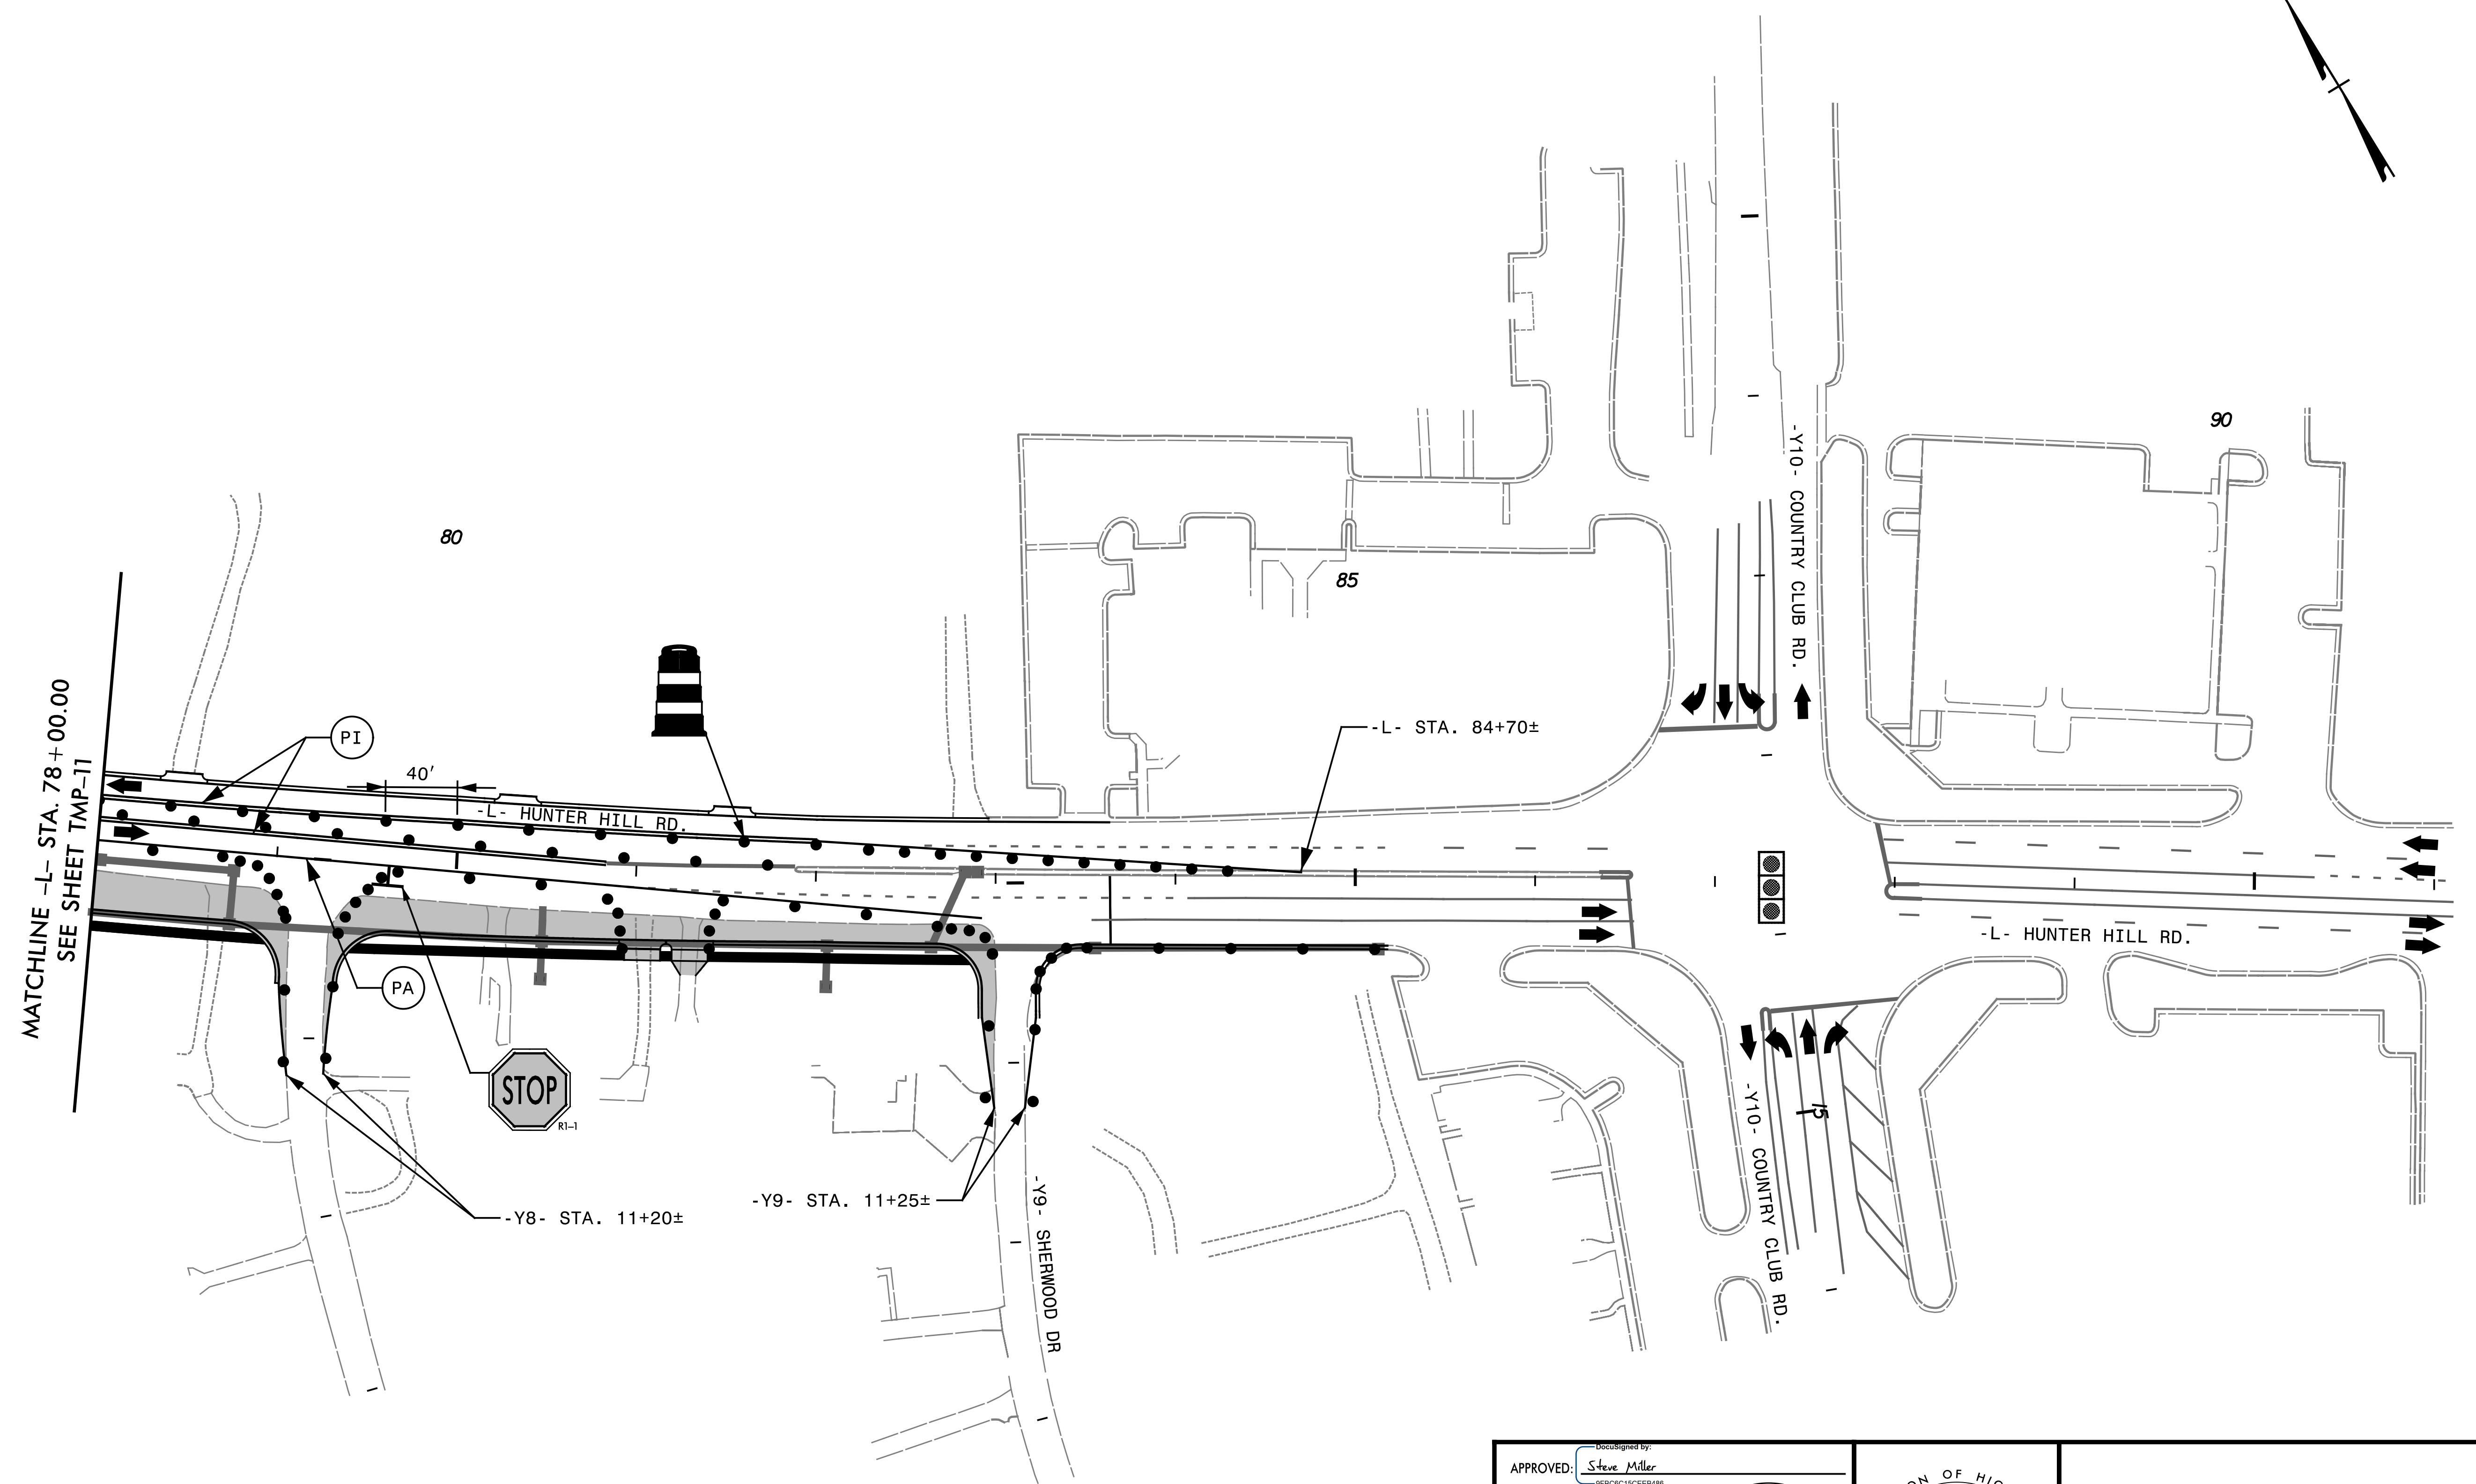 90
80
85
-Y10- COUNTRY CLUB RD.
MATCHLINE -L- STA. 78+00.00
SEE SHEET TMP-11
PI
40'
-L- HUNTER HILL RD.
-L- STA. 84+70±
-L- HUNTER HILL RD.
PA
STOP
R1-1
-Y8- STA. 11+20±
-Y9- STA. 11+25±
-Y9- SHERWOOD DR
15
-Y10- COUNTRY CLUB RD.
DocuSigned by:
APPROVED: Steve Miller
OF